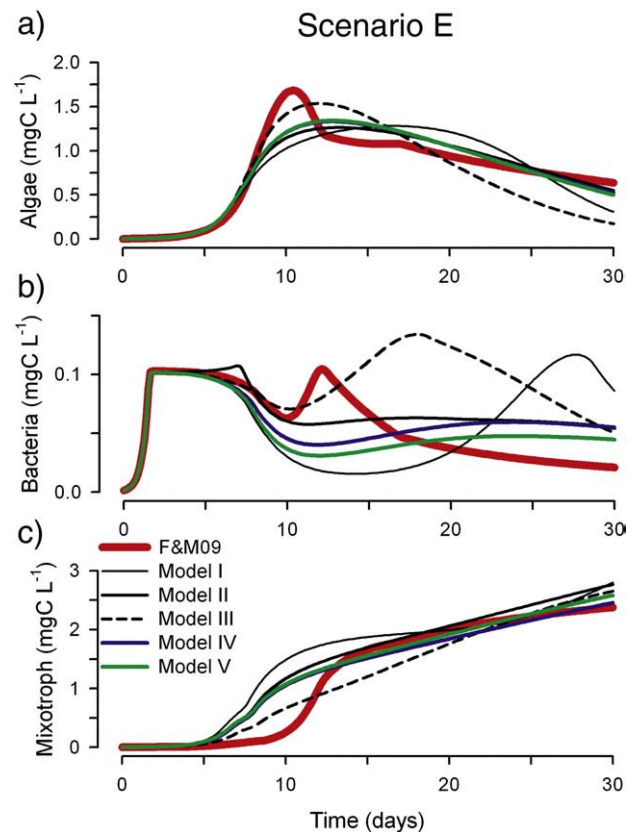 Scenario E
a)
Algae (mgC L⁻¹)
2.0
1.5
1.0
0.5
0.0
0 10 20 30
b)
Bacteria (mgC L⁻¹)
0.1
0.0
0 10 20 30
c)
Mixotroph (mgC L⁻¹)
F&M09
Model I
Model II
Model III
Model IV
Model V
3
2
1
0
0 10 20 30
Time (days)